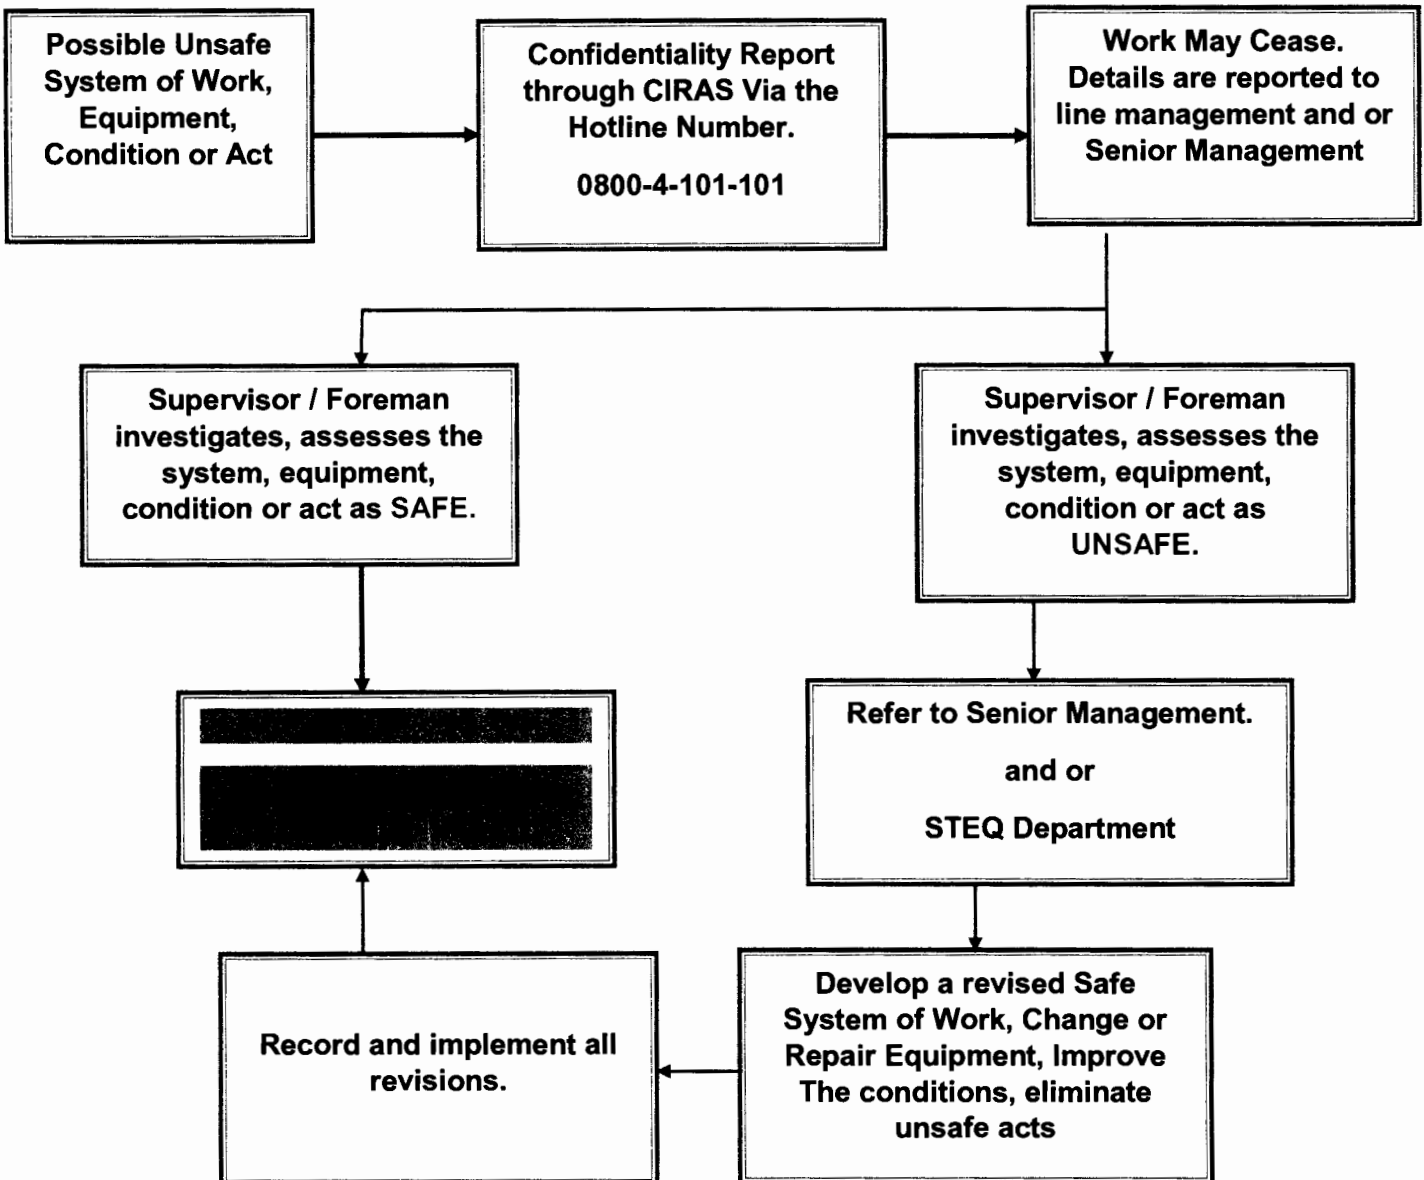 Possible Unsafe
System of Work,
Equipment,
Condition or Act
Confidentiality Report
through CIRAS Via the
Hotline Number.
0800-4-101-101
Work May Cease.
Details are reported to
line management and or
Senior Management
Supervisor / Foreman
investigates, assesses the
system, equipment,
condition or act as SAFE.
Supervisor / Foreman
investigates, assesses the
system, equipment,
condition or act as
UNSAFE.
Refer to Senior Management.
and or
STEQ Department
Record and implement all
revisions.
Develop a revised Safe
System of Work, Change or
Repair Equipment, Improve
The conditions, eliminate
unsafe acts